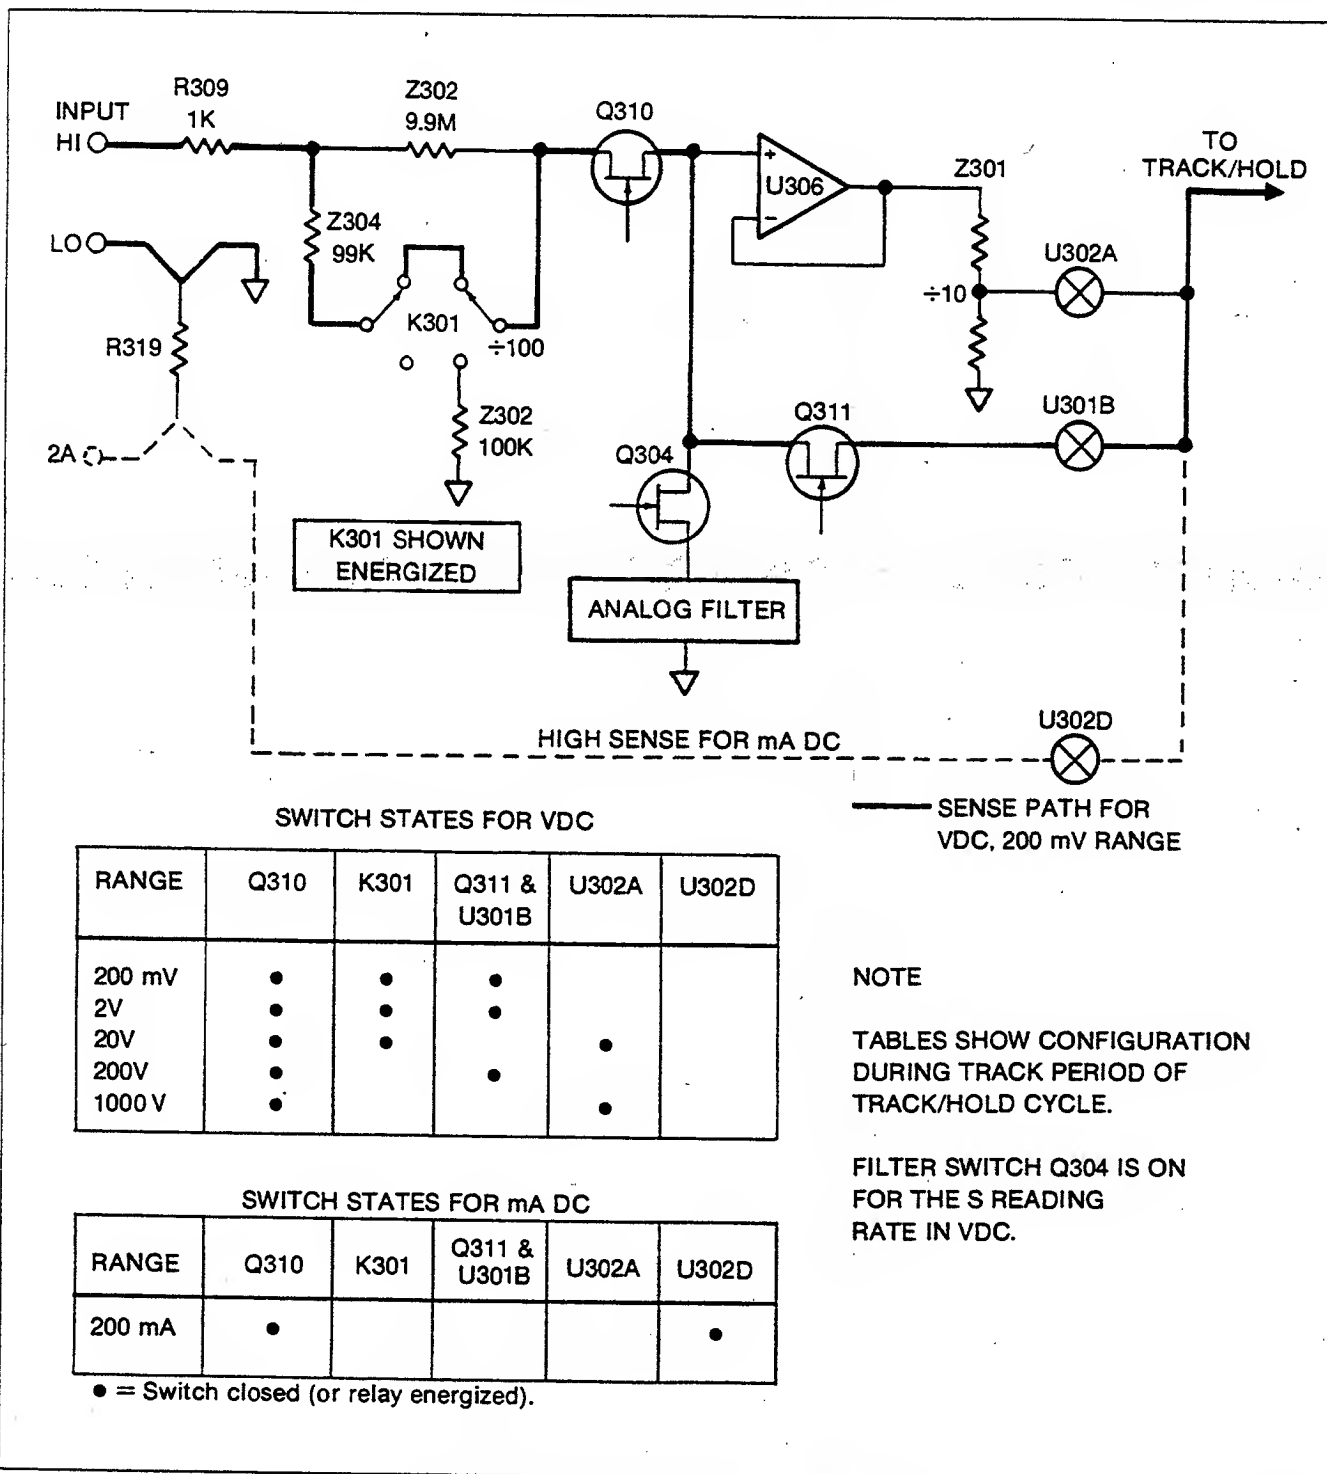 INPUT
HI
R309
1K
Z302
9.9M
Q310
U306
+
−
Z301
TO
TRACK/HOLD
LO
Z304
99K
K301
÷100
÷10
U302A
R319
2A
Z302
100K
Q304
Q311
U301B
K301 SHOWN
ENERGIZED
ANALOG FILTER
HIGH SENSE FOR mA DC
U302D
SENSE PATH FOR
VDC, 200 mV RANGE
SWITCH STATES FOR VDC
RANGE Q310 K301 Q311 & U301B U302A U302D
200 mV ● ● ●
2V ● ● ●
20V ● ● ●
200V ● ●
1000 V ● ●
NOTE
TABLES SHOW CONFIGURATION
DURING TRACK PERIOD OF
TRACK/HOLD CYCLE.
FILTER SWITCH Q304 IS ON
FOR THE S READING
RATE IN VDC.
SWITCH STATES FOR mA DC
RANGE Q310 K301 Q311 & U301B U302A U302D
200 mA ● ●
● = Switch closed (or relay energized).